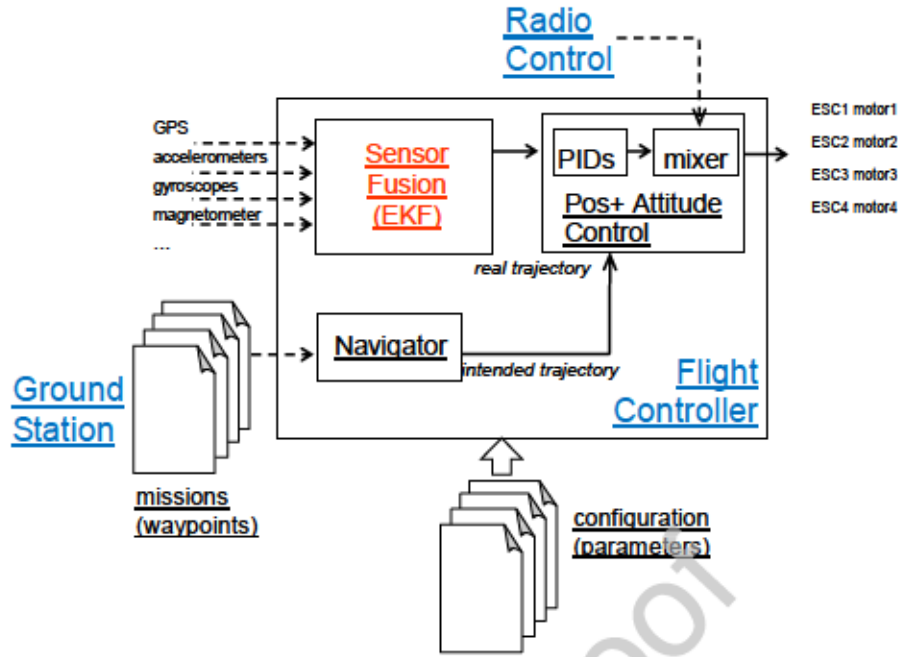 Radio
Control
GPS
accelerometers
gyroscopes
magnetometer
...
Sensor
Fusion
(EKF)
PIDs
mixer
Pos+ Attitude
Control
ESC1 motor1
ESC2 motor2
ESC3 motor3
ESC4 motor4
real trajectory
Navigator
intended trajectory
Flight
Controller
Ground
Station
missions
(waypoints)
configuration
(parameters)
oof